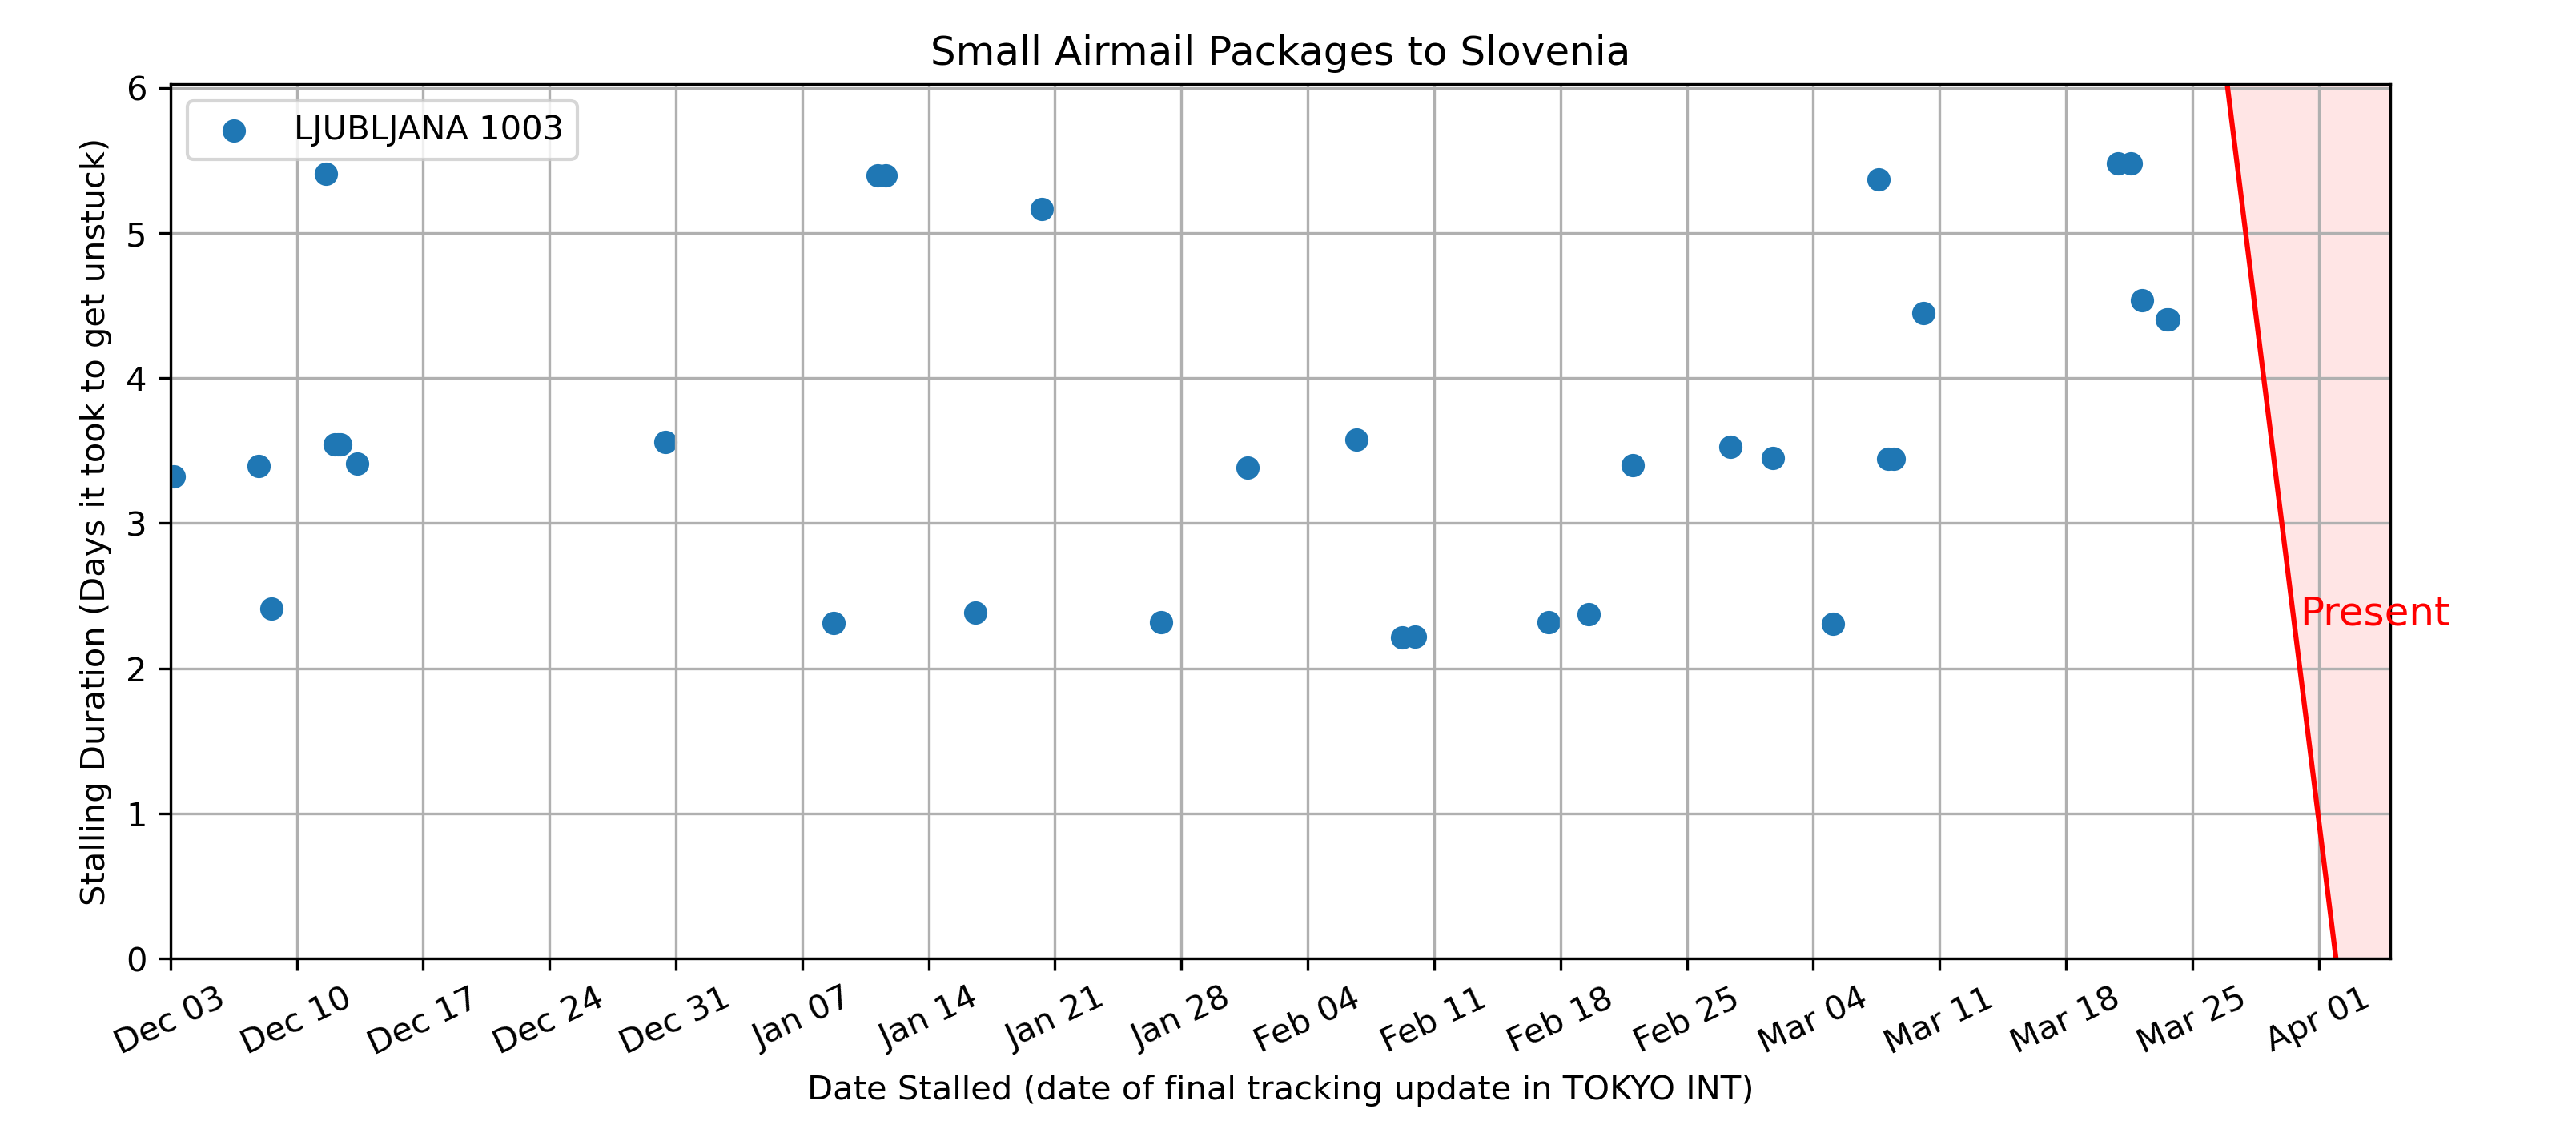 Small Airmail Packages to Slovenia
LJUBLJANA 1003
Stalling Duration (Days it took to get unstuck)
6
5
4
3
2
1
0
Present
Dec 03
Dec 10
Dec 17
Dec 24
Dec 31
Jan 07
Jan 14
Jan 21
Jan 28
Feb 04
Feb 11
Feb 18
Feb 25
Mar 04
Mar 11
Mar 18
Mar 25
Apr 01
Date Stalled (date of final tracking update in TOKYO INT)